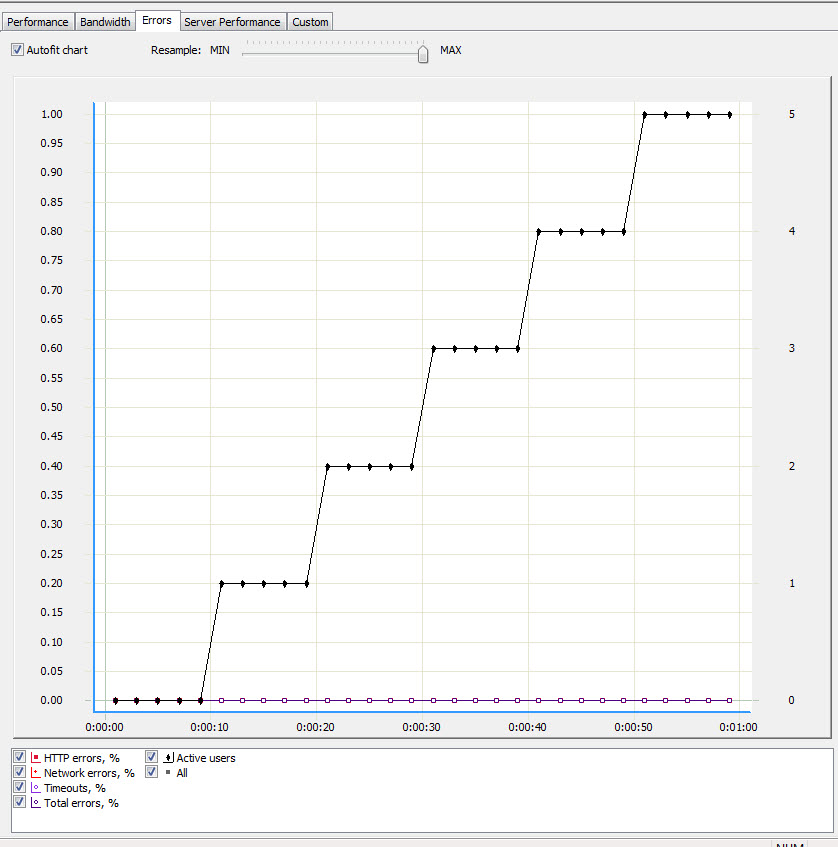 Performance Bandwidth Errors Server Performance Custom
Autofit chart Resample: MIN MAX
1.00 5
0.95
0.90
0.85
0.80 4
0.75
0.70
0.65
0.60 3
0.55
0.50
0.45
0.40 2
0.35
0.30
0.25
0.20 1
0.15
0.10
0.05
0.00 0
0:00:00 0:00:10 0:00:20 0:00:30 0:00:40 0:00:50 0:01:00
HTTP errors, % Active users
Network errors, % All
Timeouts, %
Total errors, %
NUM